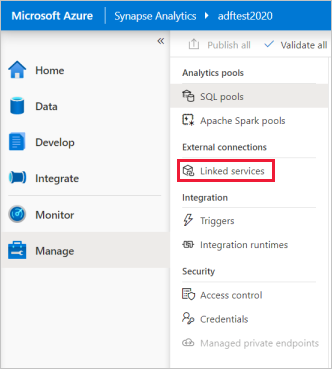 Microsoft Azure Synapse Analytics ▸ adftest2020
« Publish all Validate all
Home
Data
Develop
Integrate
Monitor
Manage
Analytics pools
SQL pools
Apache Spark pools
External connections
Linked services
Integration
Triggers
Integration runtimes
Security
Access control
Credentials
Managed private endpoints